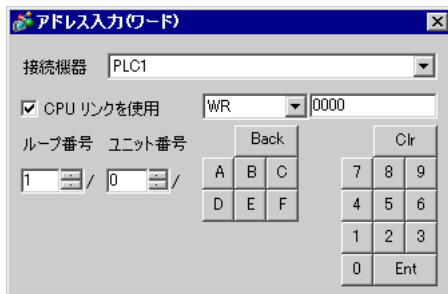 アドレス入力(ワード)
接続機器 PLC1
CPU リンクを使用 WR 0000
ループ番号 ユニット番号 Back Clr
1 / 0 / A B C 7 8 9
D E F 4 5 6
1 2 3
0 Ent